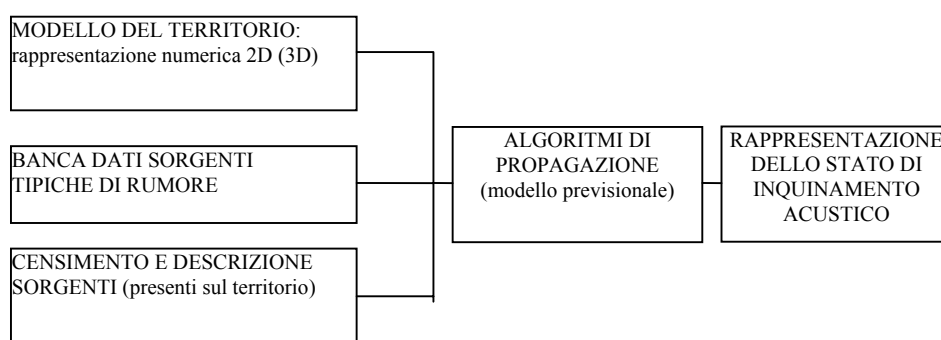 MODELLO DEL TERRITORIO:
rappresentazione numerica 2D (3D)
BANCA DATI SORGENTI
TIPICHE DI RUMORE
CENSIMENTO E DESCRIZIONE
SORGENTI (presenti sul territorio)
ALGORITMI DI
PROPAGAZIONE
(modello previsionale)
RAPPRESENTAZIONE
DELLO STATO DI
INQUINAMENTO
ACUSTICO